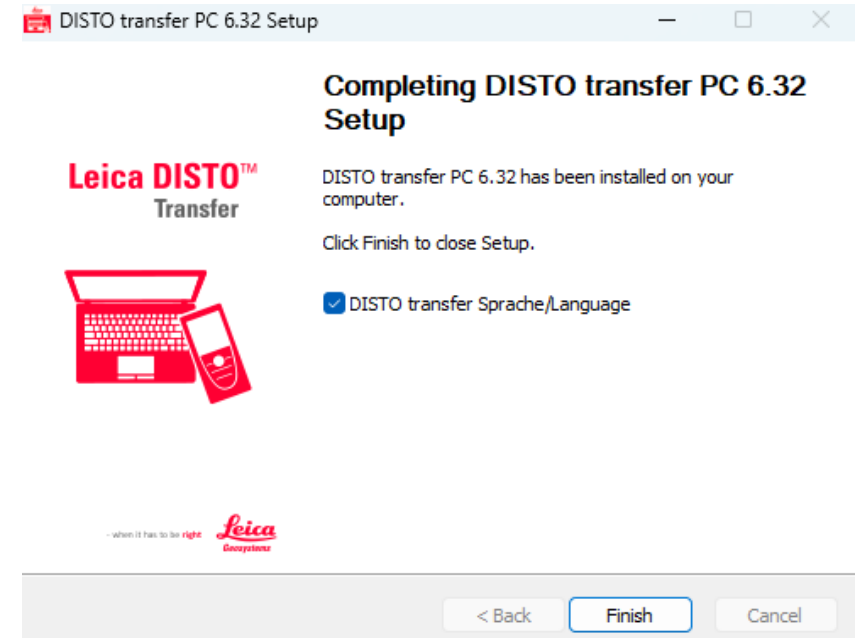 DISTO transfer PC 6.32 Setup
Completing DISTO transfer PC 6.32
Setup
Leica DISTO™
Transfer
DISTO transfer PC 6.32 has been installed on your
computer.
Click Finish to close Setup.
DISTO transfer Sprache/Language
- when it has to be right
Leica
Geosystems
< Back
Finish
Cancel